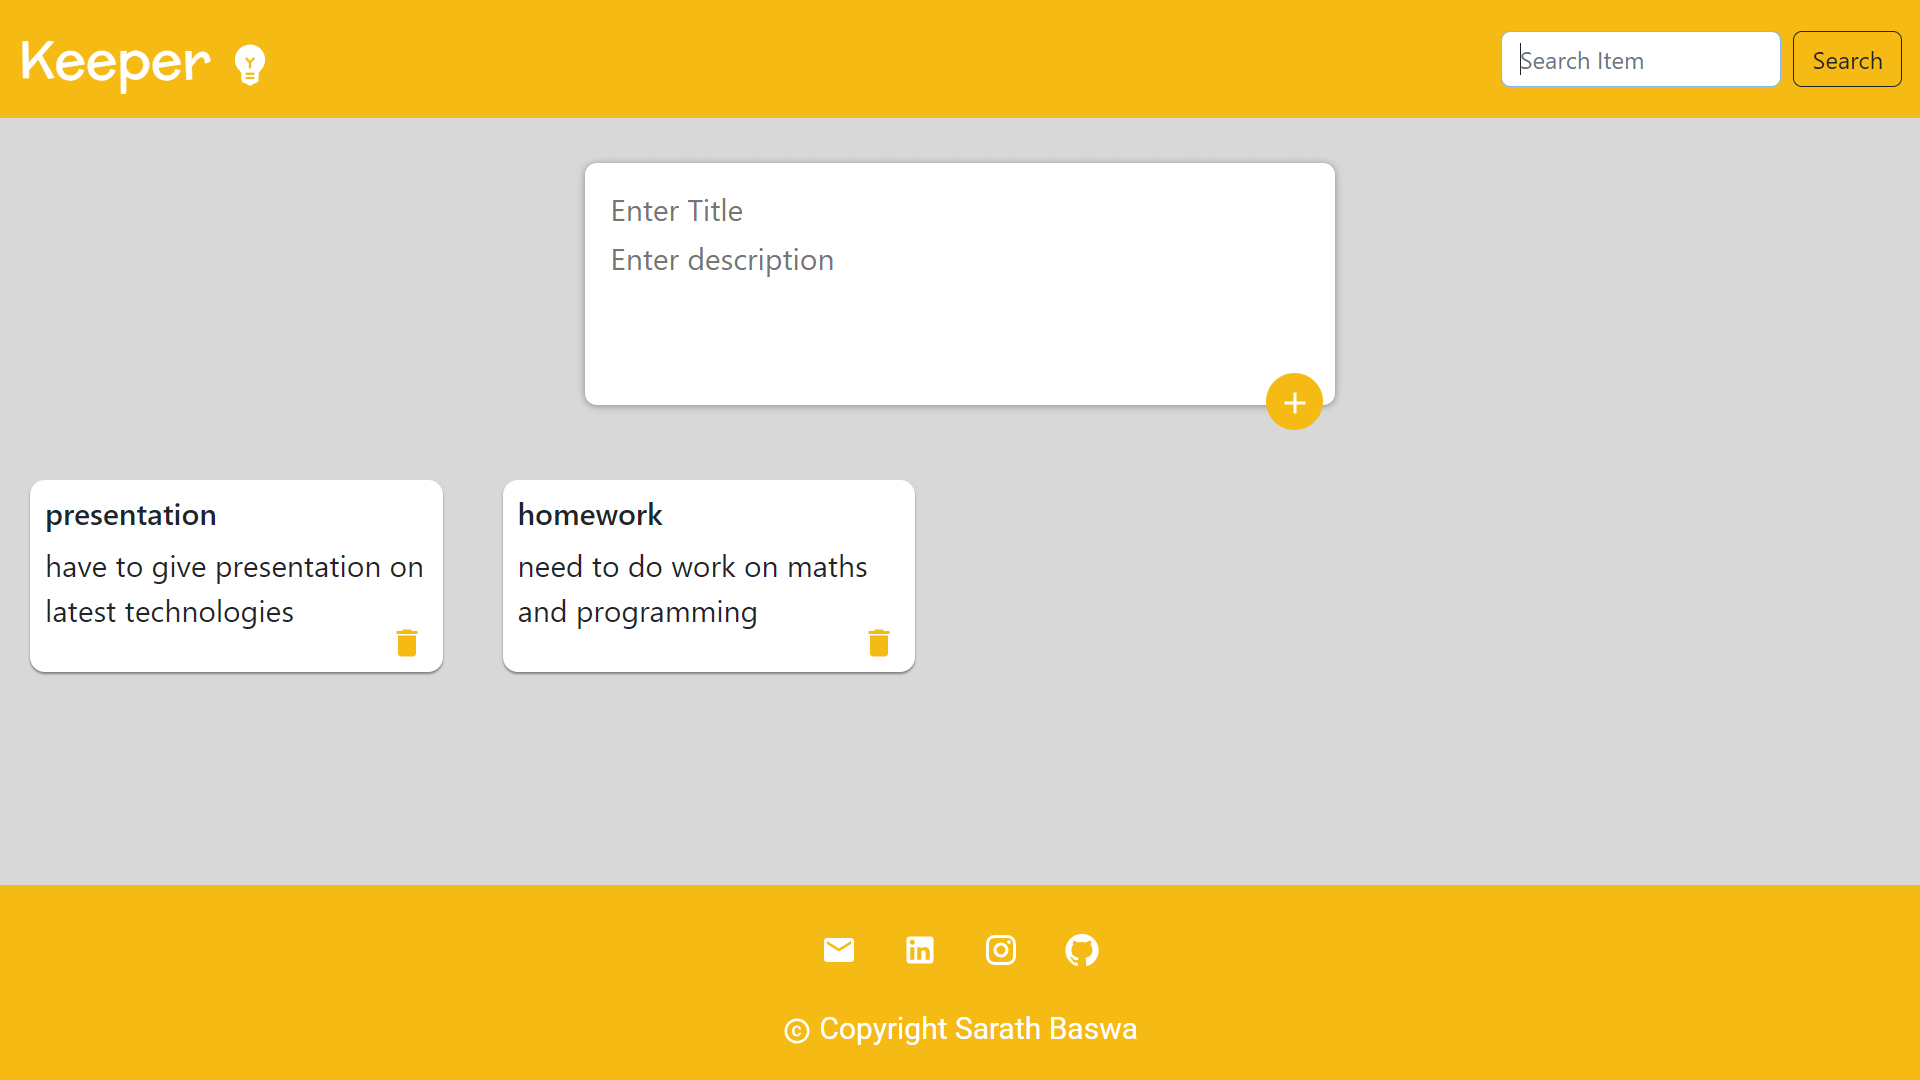 Keeper
Search Item
Search
Enter Title
Enter description
presentation
have to give presentation on
latest technologies
homework
need to do work on maths
and programming
© Copyright Sarath Baswa